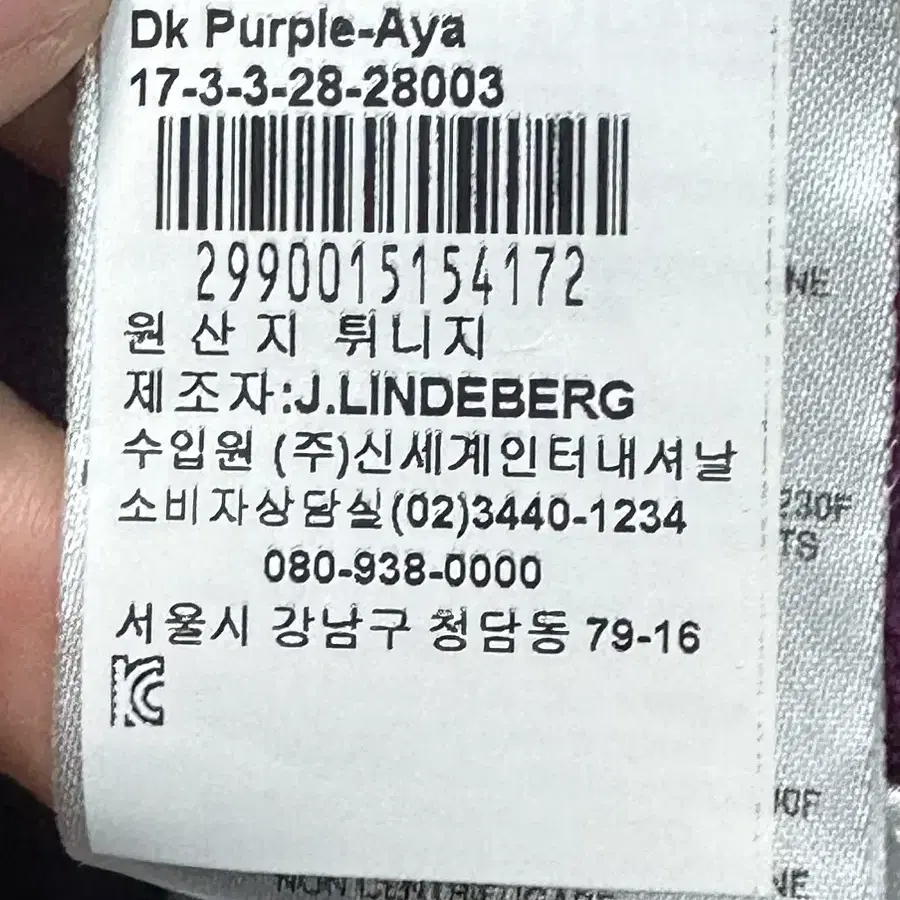 Dk Purple-Aya
17-3-3-28-28003
2990015154172
원 산 지 튀니지
제조자:J.LINDEBERG
수입원 (주)신세계인터내셔날
소비자상담실(02)3440-1234
080-938-0000
서울시 강남구 청담동 79-16